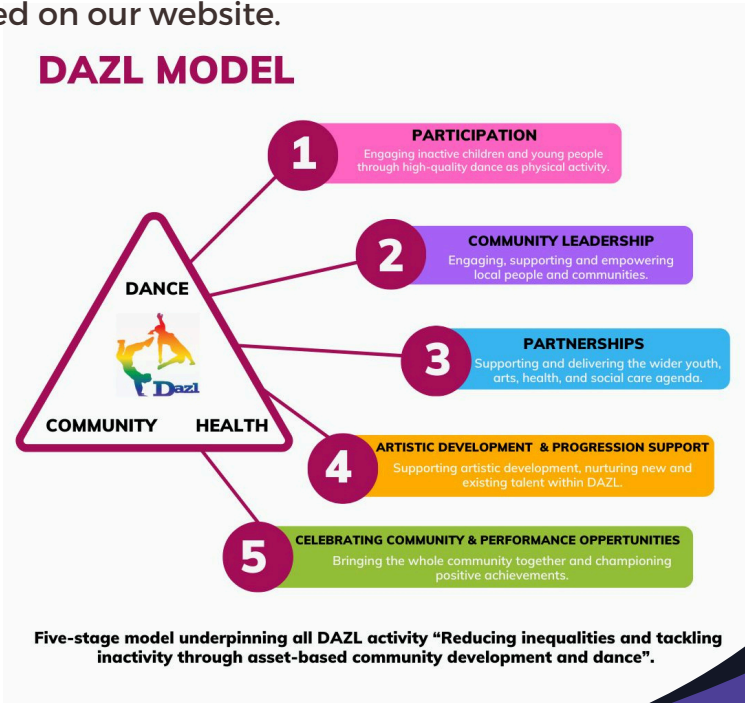 ed on our website.
DAZL MODEL
1
PARTICIPATION
Engaging inactive children and young people
through high-quality dance as physical activity.
2
COMMUNITY LEADERSHIP
Engaging, supporting and empowering
local people and communities.
3
PARTNERSHIPS
Supporting and delivering the wider youth,
arts, health, and social care agenda.
DANCE
Dazl
COMMUNITY HEALTH
4
ARTISTIC DEVELOPMENT & PROGRESSION SUPPORT
Supporting artistic development, nurturing new and
existing talent within DAZL.
5
CELEBRATING COMMUNITY & PERFORMANCE OPPERTUNITIES
Bringing the whole community together and championing
positive achievements.
Five-stage model underpinning all DAZL activity “Reducing inequalities and tackling
inactivity through asset-based community development and dance”.